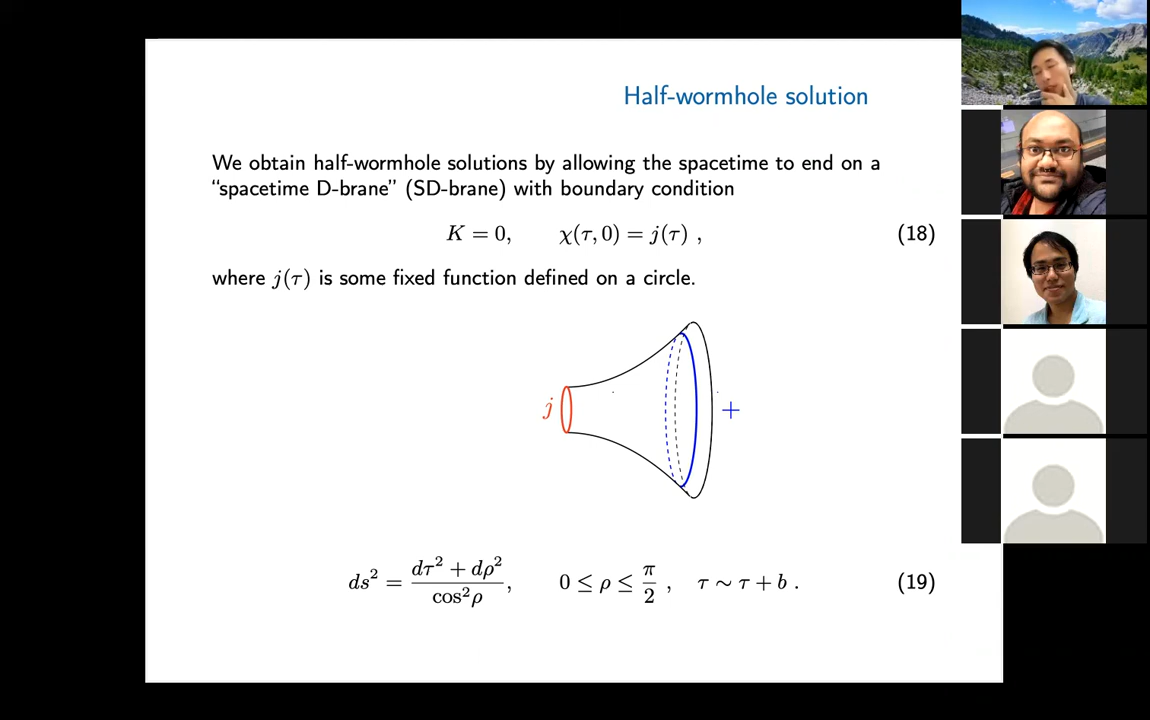 Half-wormhole solution
We obtain half-wormhole solutions by allowing the spacetime to end on a
“spacetime D-brane” (SD-brane) with boundary condition
K = 0, χ(τ, 0) = j(τ) , (18)
where j(τ) is some fixed function defined on a circle.
j +
ds² = (dτ² + dρ²)/(cos²ρ), 0 ≤ ρ ≤ π/2 , τ ∼ τ + b . (19)